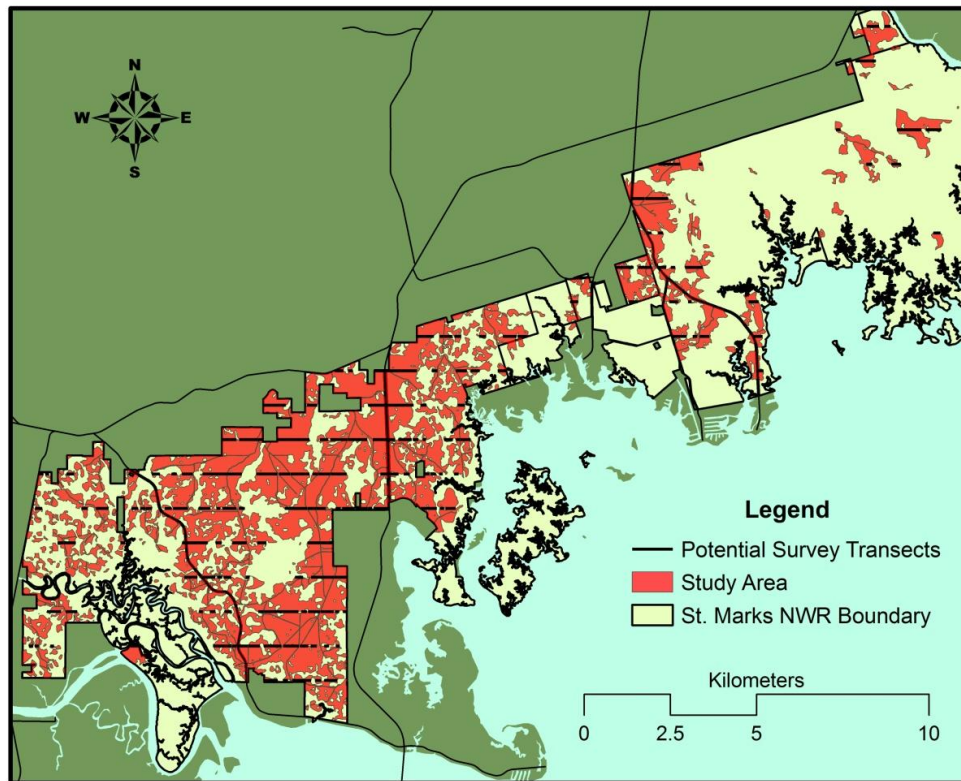 N
W E
S
Legend
Potential Survey Transects
Study Area
St. Marks NWR Boundary
Kilometers
0 2.5 5 10